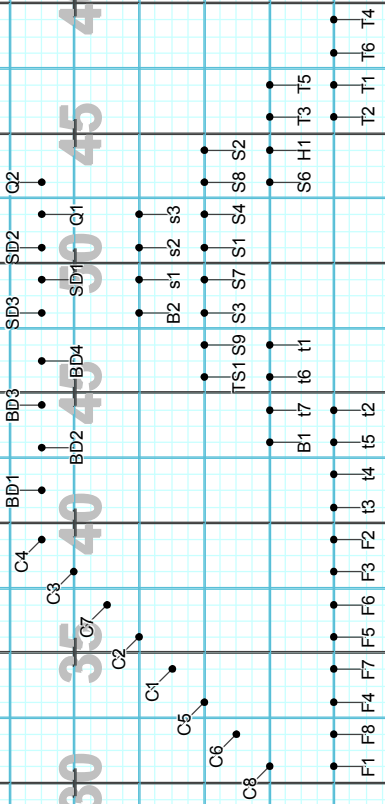 T4
T6
T5
T1
T3
T2
45
S2
H1
Q2
S8
S6
Q1
s3
S4
SD2
s2
S1
50
SD1
s1
S7
SD3
B2
S3
S9
t1
BD4
TS1
t6
45
BD3
t7
t2
BD2
B1
t5
t4
BD1
t3
40
C4
F2
C3
F3
C7
F6
C2
F5
35
C1
F7
C5
F4
C6
F8
C8
F1
30